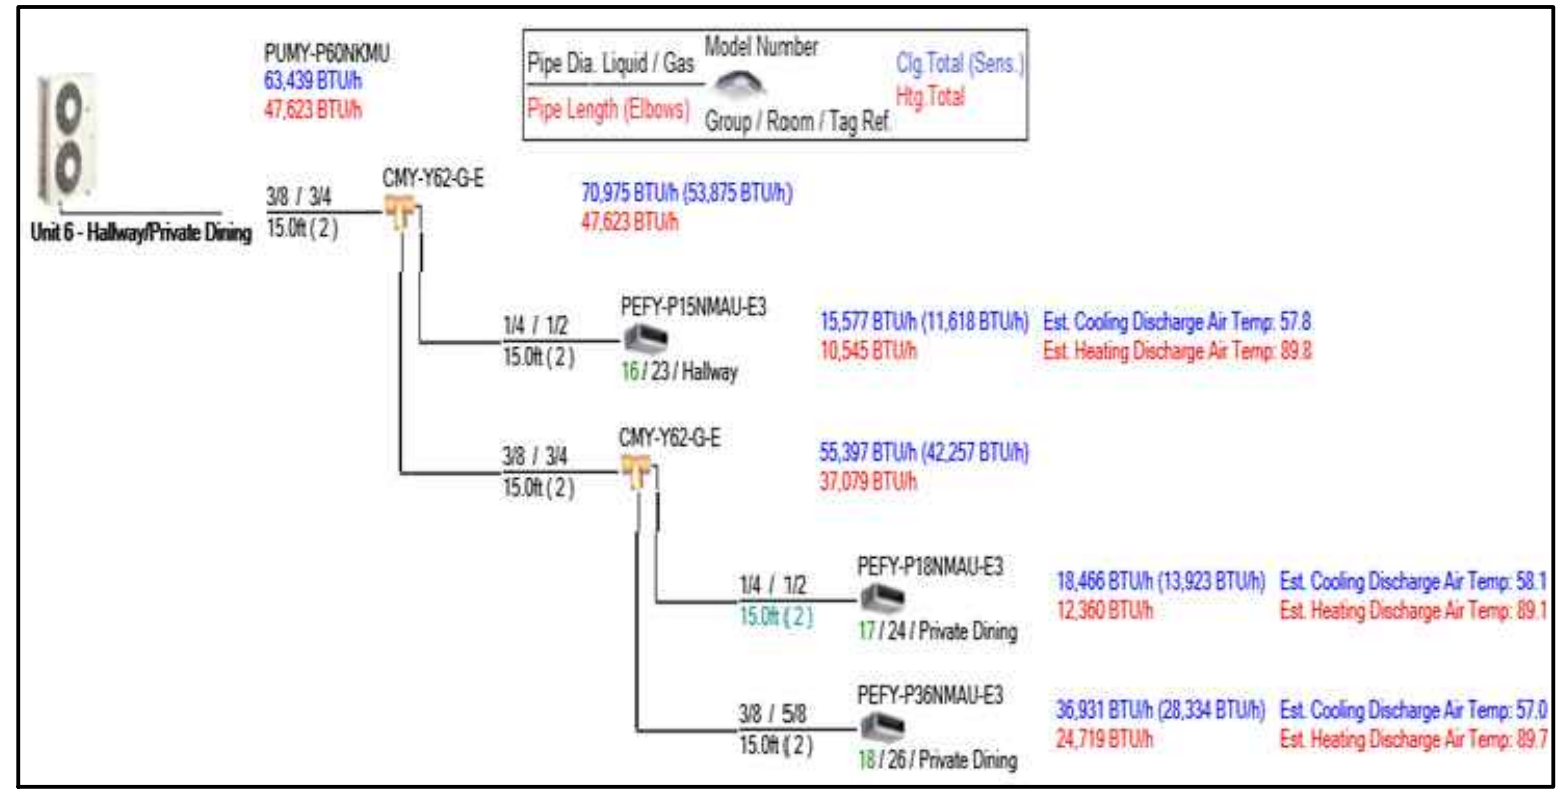 PUMY-P60NKMU
63,439 BTU/h
47,623 BTU/h
Pipe Dia. Liquid / Gas
Pipe Length (Elbows)
Model Number
Group / Room / Tag Ref.
Clg.Total (Sens.)
Htg.Total
Unit 6 - Hallway/Private Dining
3/8 / 3/4
15.0ft ( 2 )
CMY-Y62-G-E
70,975 BTU/h (53,875 BTU/h)
47,623 BTU/h
1/4 / 1/2
15.0ft ( 2 )
PEFY-P15NMAU-E3
16 / 23 / Hallway
15,577 BTU/h (11,618 BTU/h) Est. Cooling Discharge Air Temp: 57.8
10,545 BTU/h Est. Heating Discharge Air Temp: 89.8
3/8 / 3/4
15.0ft ( 2 )
CMY-Y62-G-E
55,397 BTU/h (42,257 BTU/h)
37,079 BTU/h
1/4 / 1/2
15.0ft ( 2 )
PEFY-P18NMAU-E3
17 / 24 / Private Dining
18,466 BTU/h (13,923 BTU/h) Est. Cooling Discharge Air Temp: 58.1
12,360 BTU/h Est. Heating Discharge Air Temp: 89.1
3/8 / 5/8
15.0ft ( 2 )
PEFY-P36NMAU-E3
18 / 26 / Private Dining
36,931 BTU/h (28,334 BTU/h) Est. Cooling Discharge Air Temp: 57.0
24,719 BTU/h Est. Heating Discharge Air Temp: 89.7